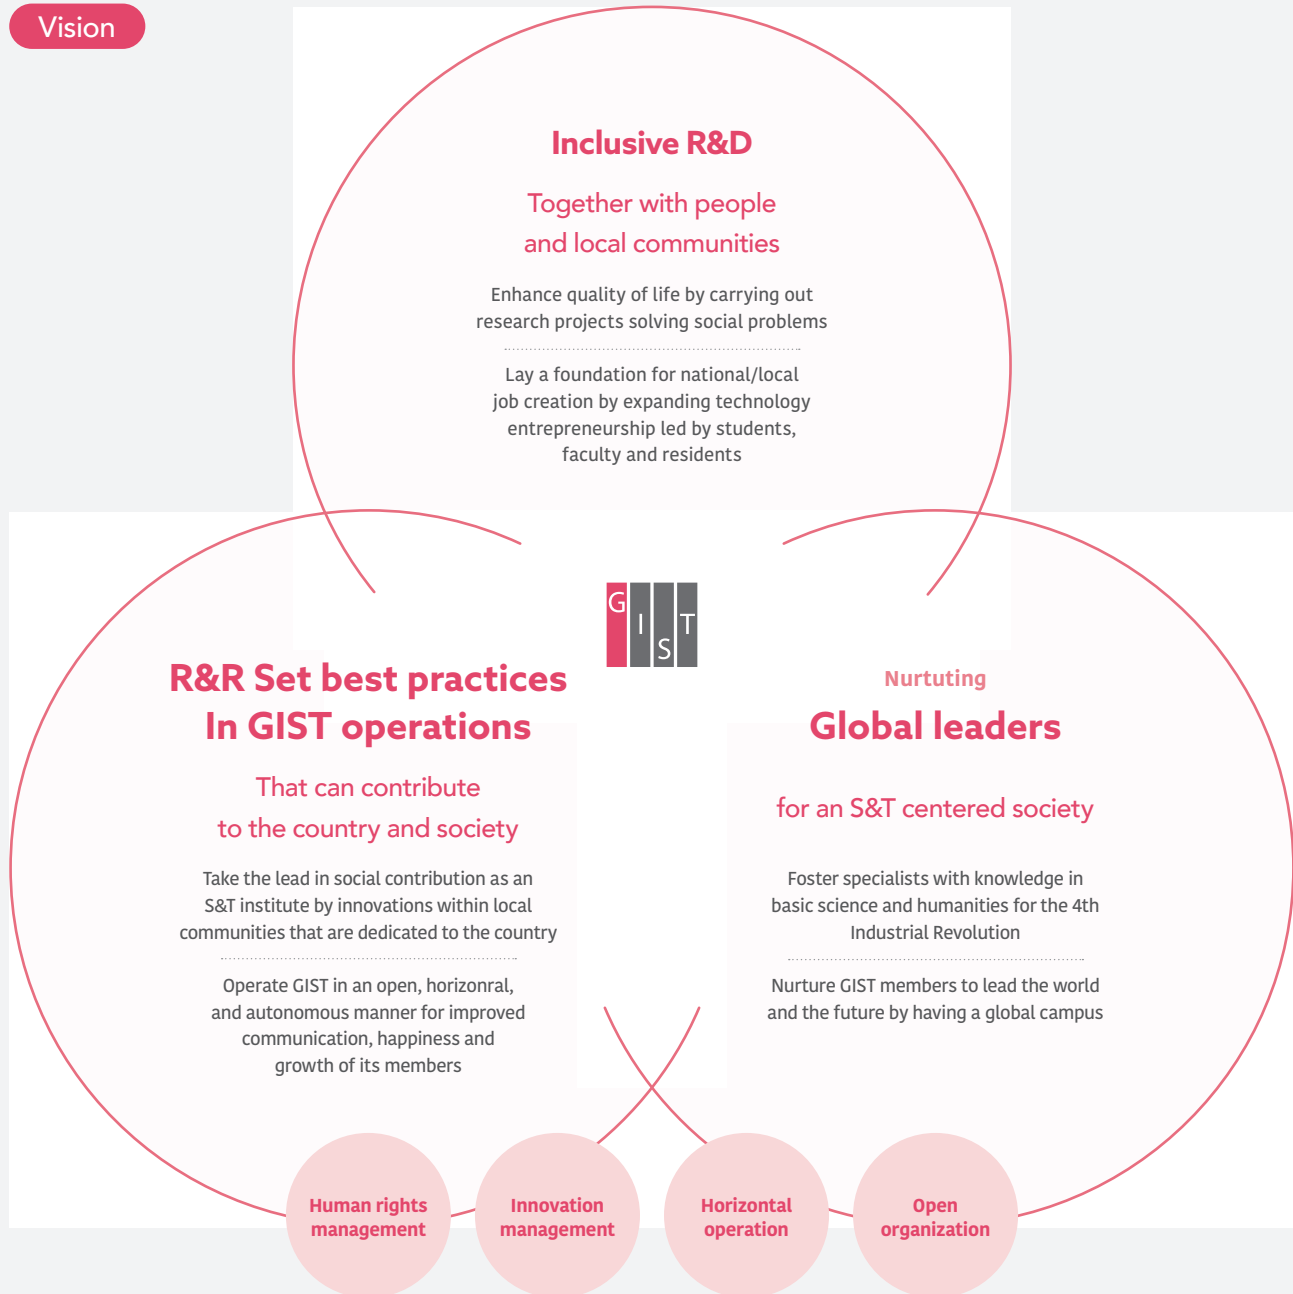 Vision
Inclusive R&D
Together with people
and local communities
Enhance quality of life by carrying out
research projects solving social problems
Lay a foundation for national/local
job creation by expanding technology
entrepreneurship led by students,
faculty and residents
GIST
R&R Set best practices
In GIST operations
That can contribute
to the country and society
Take the lead in social contribution as an
S&T institute by innovations within local
communities that are dedicated to the country
Operate GIST in an open, horizonral,
and autonomous manner for improved
communication, happiness and
growth of its members
Nurtuting
Global leaders
for an S&T centered society
Foster specialists with knowledge in
basic science and humanities for the 4th
Industrial Revolution
Nurture GIST members to lead the world
and the future by having a global campus
Human rights
management
Innovation
management
Horizontal
operation
Open
organization